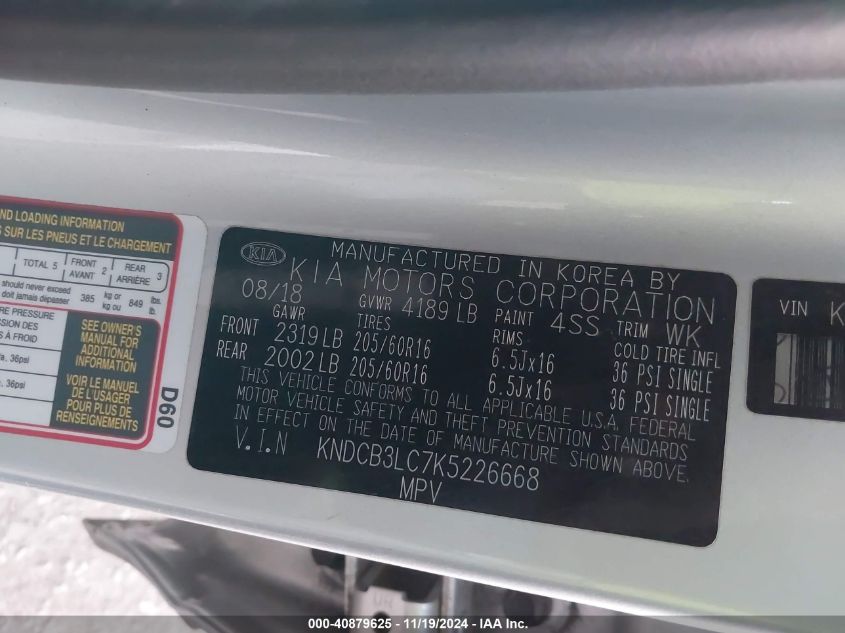 ND LOADING INFORMATION
S SUR LES PNEUS ET LE CHARGEMENT
TOTAL 5
FRONT
AVANT 2
REAR
ARRIÈRE 3
should never exceed
doit jamais dépasser
385
kg or
kg ou
849
lbs.
lb.
RE PRESSURE
SSION DES
À FROID
a, 36psi
a, 36psi
SEE OWNER'S
MANUAL FOR
ADDITIONAL
INFORMATION
VOIR LE MANUEL
DE L'USAGER
POUR PLUS DE
RENSEIGNEMENTS
D60
KIA
MANUFACTURED IN KOREA BY
KIA MOTORS CORPORATION
08/18 GVWR 4189 LB PAINT 4SS TRIM WK
GAWR TIRES RIMS COLD TIRE INFL
FRONT 2319 LB 205/60R16 6.5Jx16 36 PSI SINGLE
REAR 2002 LB 205/60R16 6.5Jx16 36 PSI SINGLE
THIS VEHICLE CONFORMS TO ALL APPLICABLE U.S.A. FEDERAL
MOTOR VEHICLE SAFETY AND THEFT PREVENTION STANDARDS
IN EFFECT ON THE DATE OF MANUFACTURE SHOWN ABOVE.
V.I.N KNDCB3LC7K5226668
MPV
VIN K
000-40879625 - 11/19/2024 - IAA Inc.